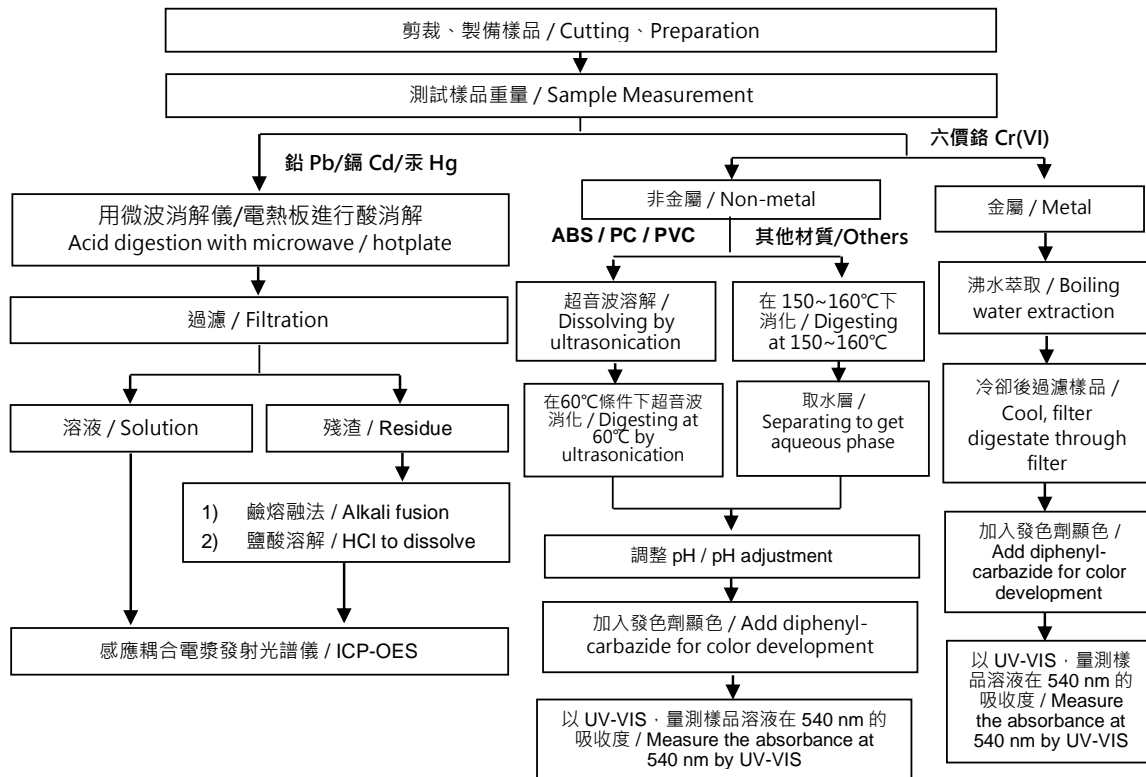 剪裁、製備樣品 / Cutting、Preparation
測試樣品重量 / Sample Measurement
鉛 Pb/鎘 Cd/汞 Hg
六價鉻 Cr(VI)
用微波消解儀/電熱板進行酸消解
Acid digestion with microwave / hotplate
非金屬 / Non-metal
金屬 / Metal
ABS / PC / PVC
其他材質/Others
過濾 / Filtration
超音波溶解 /
Dissolving by
ultrasonication
在 150~160℃下
消化 / Digesting
at 150~160℃
沸水萃取 / Boiling
water extraction
溶液 / Solution
殘渣 / Residue
在60℃條件下超音波
消化 / Digesting at
60℃ by
ultrasonication
取水層 /
Separating to get
aqueous phase
冷卻後過濾樣品 /
Cool, filter
digestate through
filter
1) 鹼熔融法 / Alkali fusion
2) 鹽酸溶解 / HCl to dissolve
調整 pH / pH adjustment
加入發色劑顯色 /
Add diphenyl-
carbazide for color
development
感應耦合電漿發射光譜儀 / ICP-OES
加入發色劑顯色 / Add diphenyl-
carbazide for color development
以 UV-VIS，量測樣品溶液在 540 nm 的
吸收度 / Measure the absorbance at
540 nm by UV-VIS
以 UV-VIS，量測樣
品溶液在 540 nm 的
吸收度 / Measure
the absorbance at
540 nm by UV-VIS